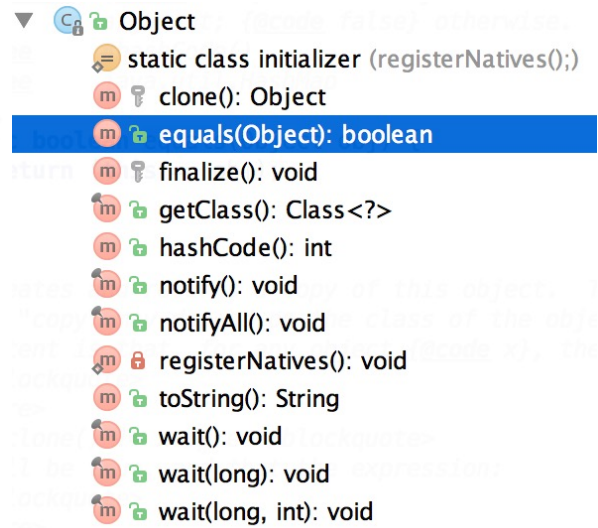 Object
static class initializer (registerNatives();)
clone(): Object
equals(Object): boolean
finalize(): void
getClass(): Class<?>
hashCode(): int
notify(): void
notifyAll(): void
registerNatives(): void
toString(): String
wait(): void
wait(long): void
wait(long, int): void